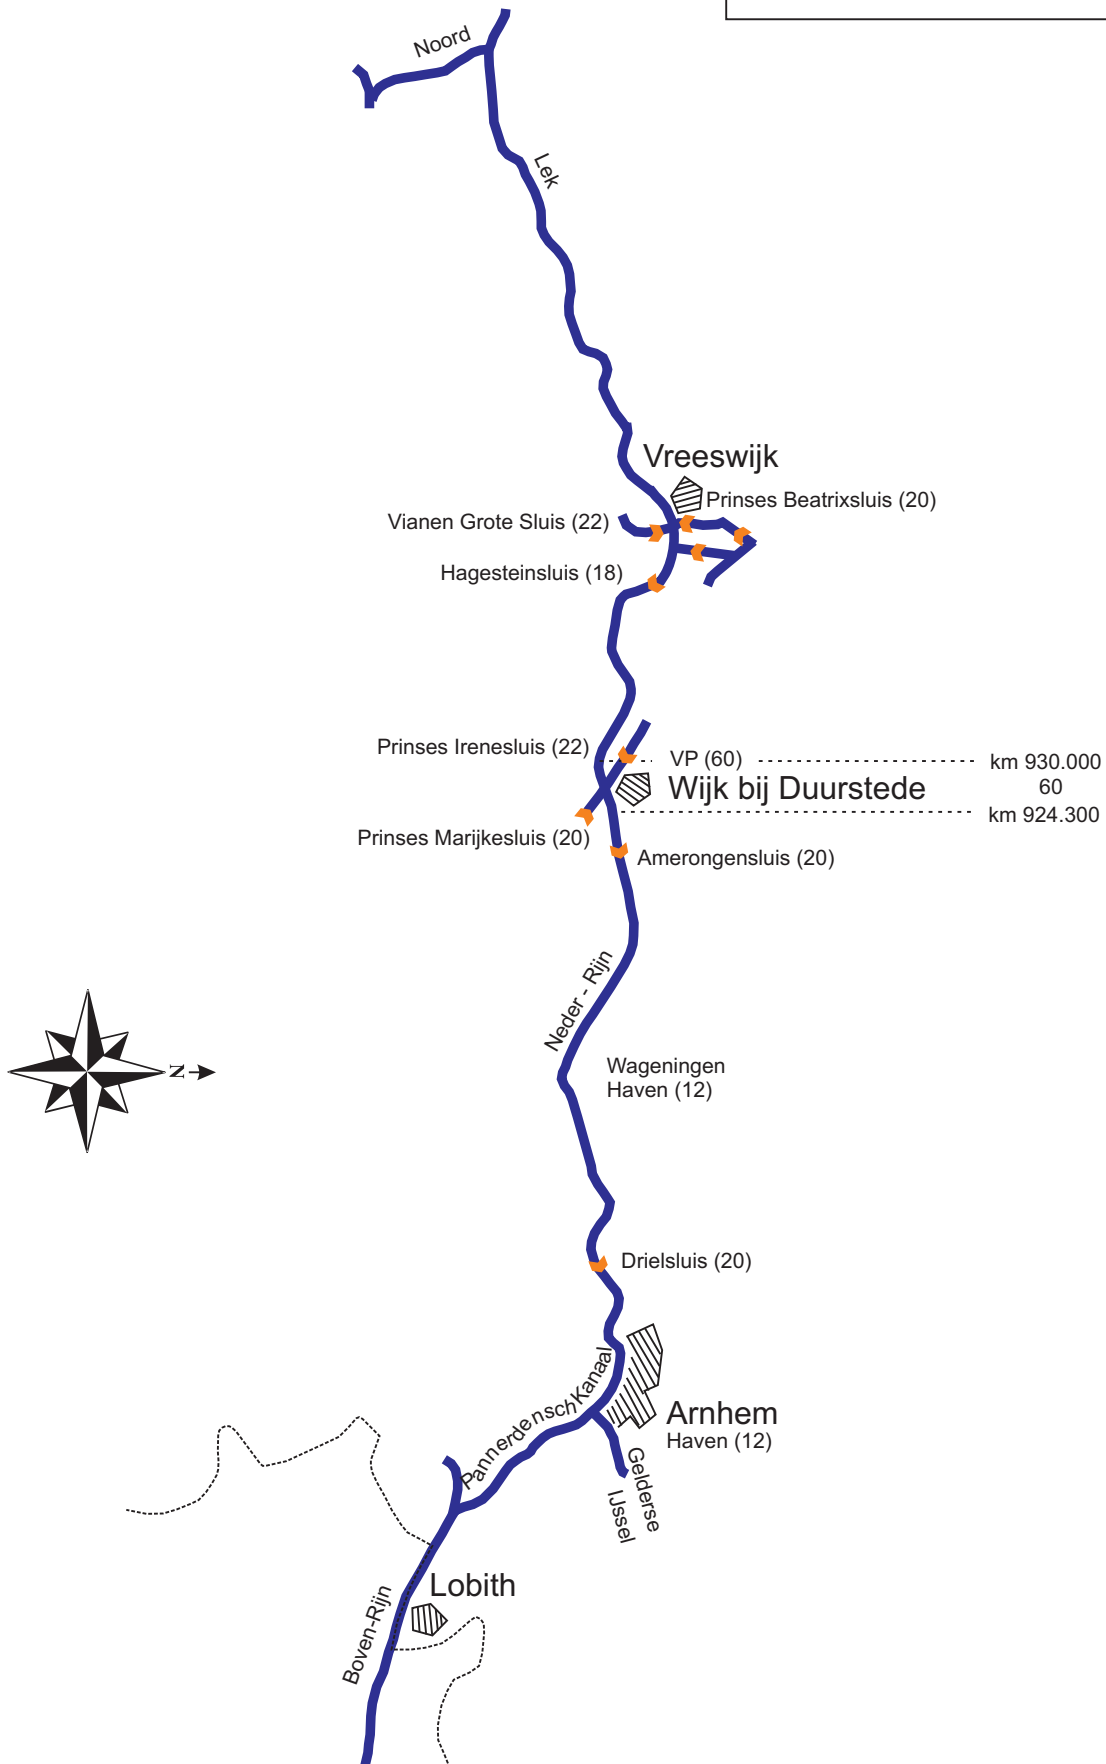 Noord
Lek
Vreeswijk
Prinses Beatrixsluis (20)
Vianen Grote Sluis (22)
Hagesteinsluis (18)
Prinses Irenesluis (22)
VP (60)
km 930.000
60
Wijk bij Duurstede
km 924.300
Prinses Marijkesluis (20)
Amerongensluis (20)
Neder - Rijn
N
Wageningen
Haven (12)
Drielsluis (20)
Pannerdensch Kanaal
Arnhem
Haven (12)
Gelderse
IJssel
Lobith
Boven-Rijn